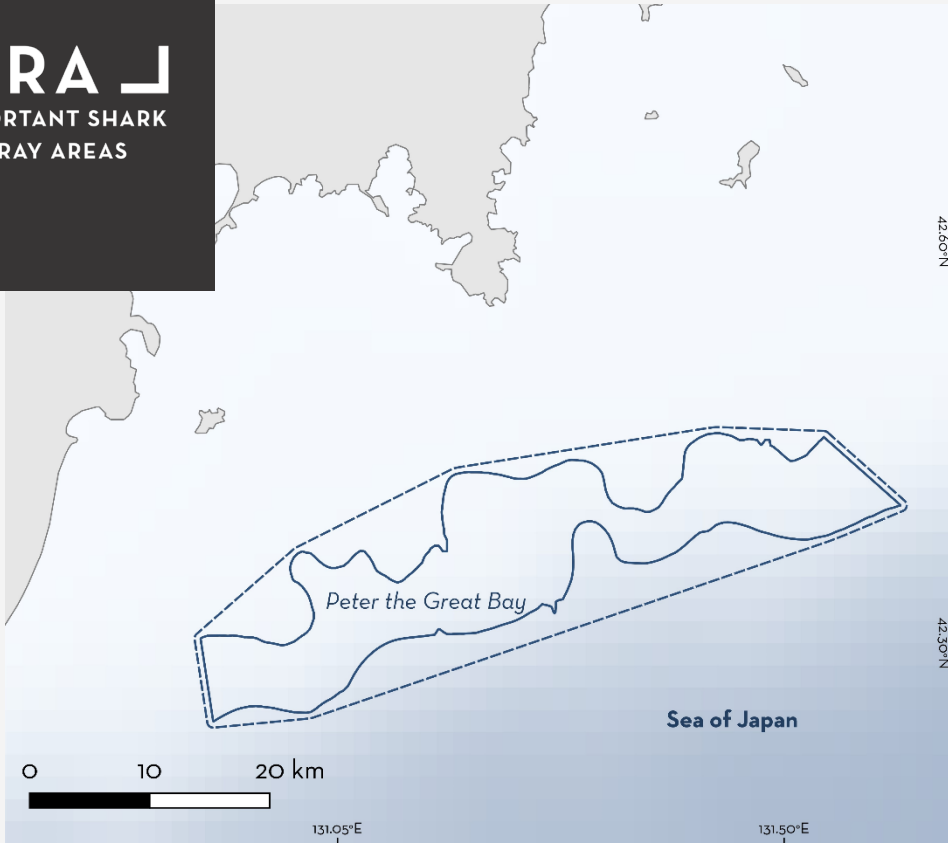 RA
ORTANT SHARK
RAY AREAS
42.60°N
Peter the Great Bay
42.30°N
Sea of Japan
0 10 20 km
131.05°E 131.50°E